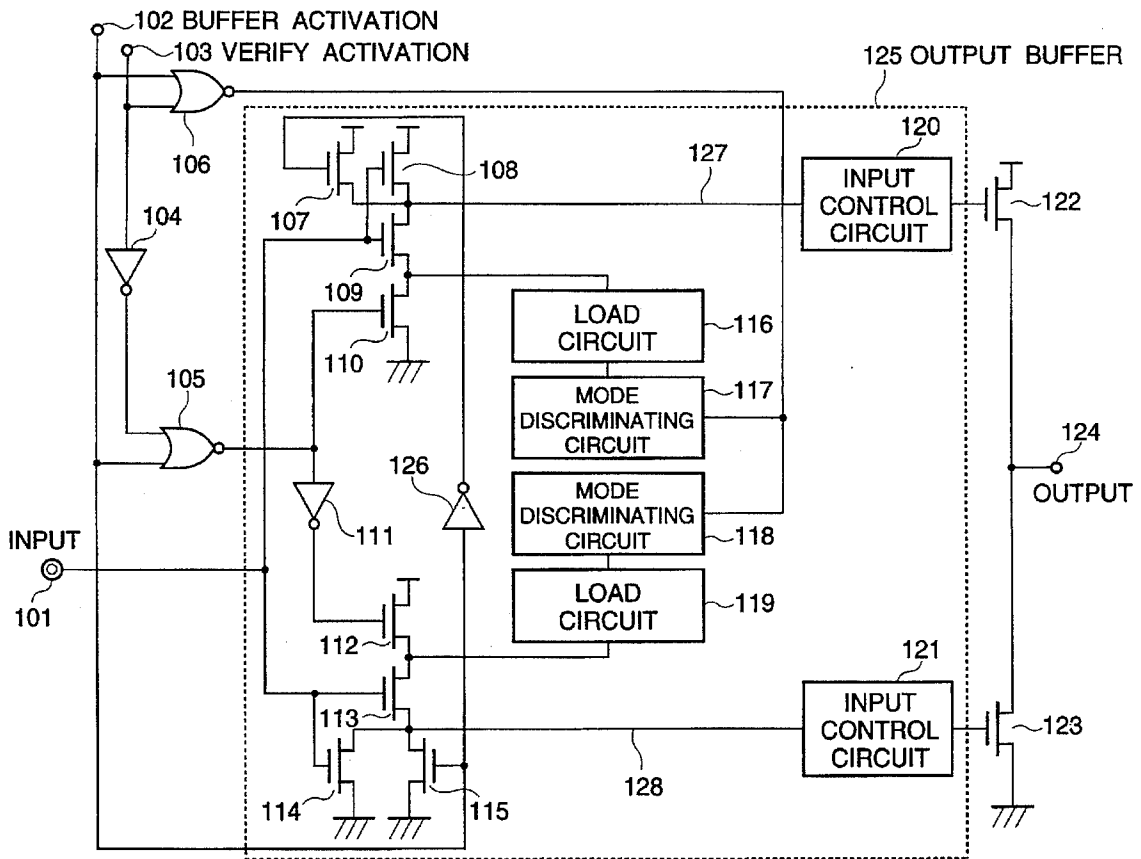 102 BUFFER ACTIVATION
103 VERIFY ACTIVATION
125 OUTPUT BUFFER
106
120
INPUT
CONTROL
CIRCUIT
127
108
107
122
104
109
LOAD
CIRCUIT
116
110
117
MODE
DISCRIMINATING
CIRCUIT
105
124
OUTPUT
126
MODE
DISCRIMINATING
CIRCUIT
118
111
INPUT
101
LOAD
CIRCUIT
119
112
121
INPUT
CONTROL
CIRCUIT
113
123
128
114
115